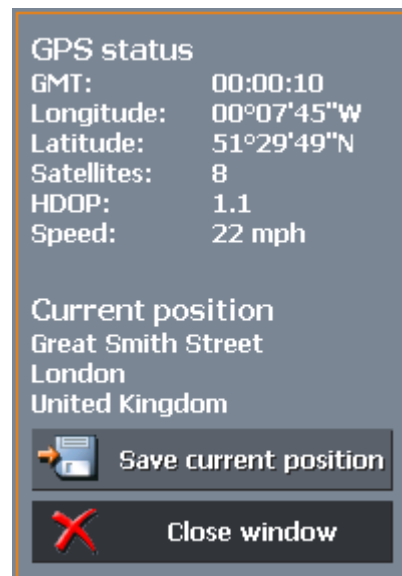 GPS status
GMT: 00:00:10
Longitude: 00°07'45"W
Latitude: 51°29'49"N
Satellites: 8
HDOP: 1.1
Speed: 22 mph
Current position
Great Smith Street
London
United Kingdom
Save current position
Close window